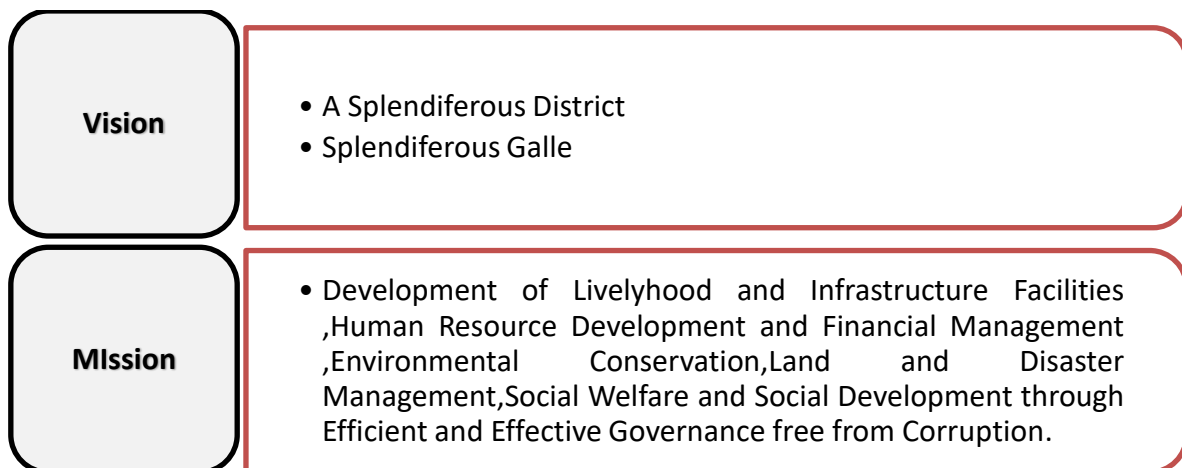 Vision
• A Splendiferous District
• Splendiferous Galle
MIssion
• Development of Livelyhood and Infrastructure Facilities
,Human Resource Development and Financial Management
,Environmental Conservation,Land and Disaster
Management,Social Welfare and Social Development through
Efficient and Effective Governance free from Corruption.